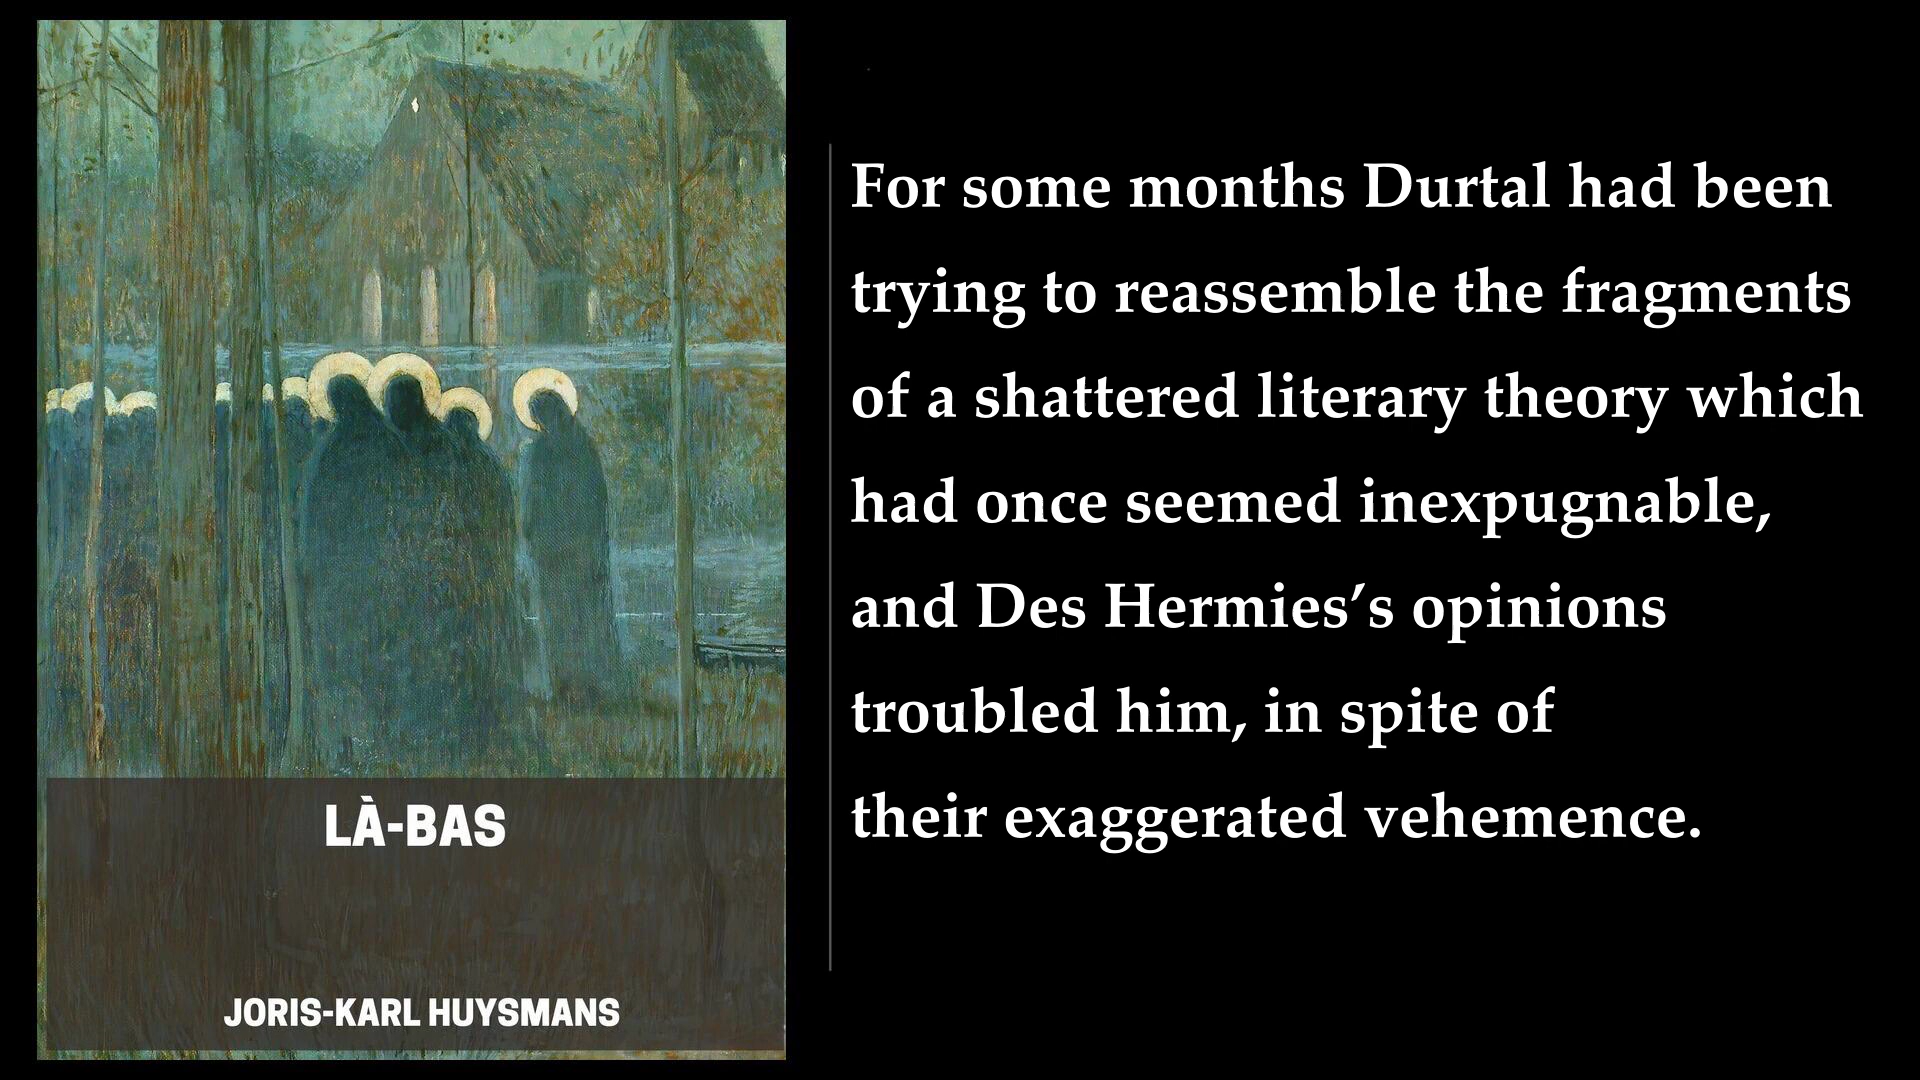 LÀ-BAS
JORIS-KARL HUYSMANS
For some months Durtal had been
trying to reassemble the fragments
of a shattered literary theory which
had once seemed inexpugnable,
and Des Hermies’s opinions
troubled him, in spite of
their exaggerated vehemence.